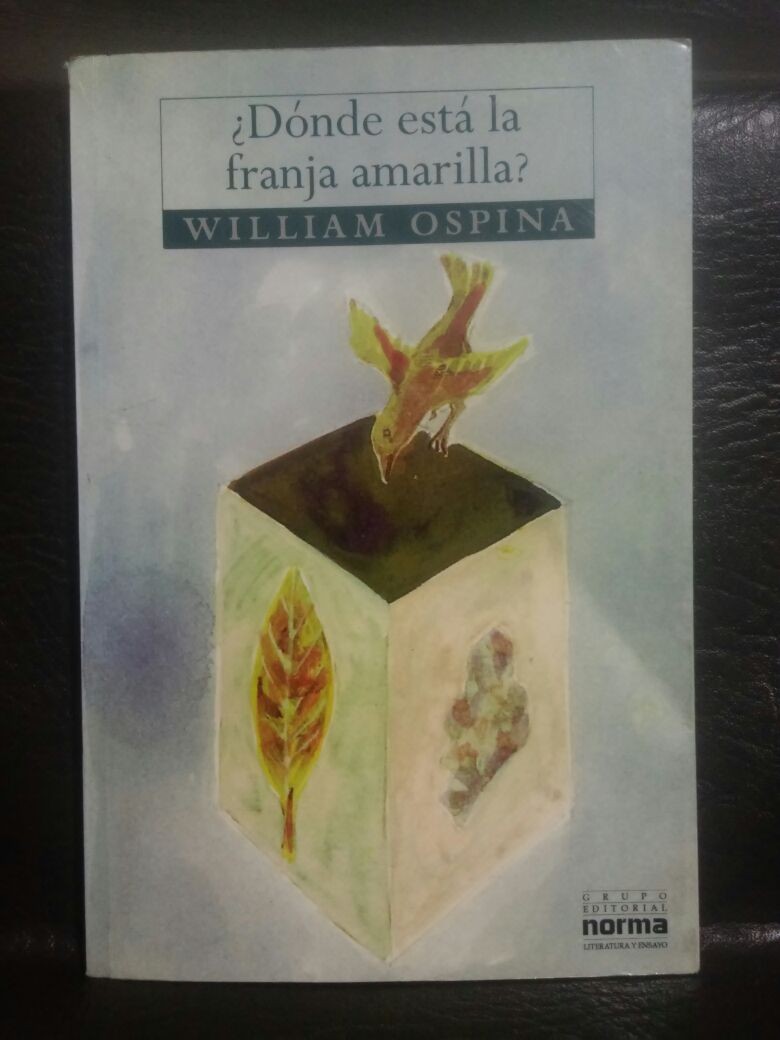 ¿Dónde está la
franja amarilla?
WILLIAM OSPINA
GRUPO
EDITORIAL
norma
LITERATURA Y ENSAYO